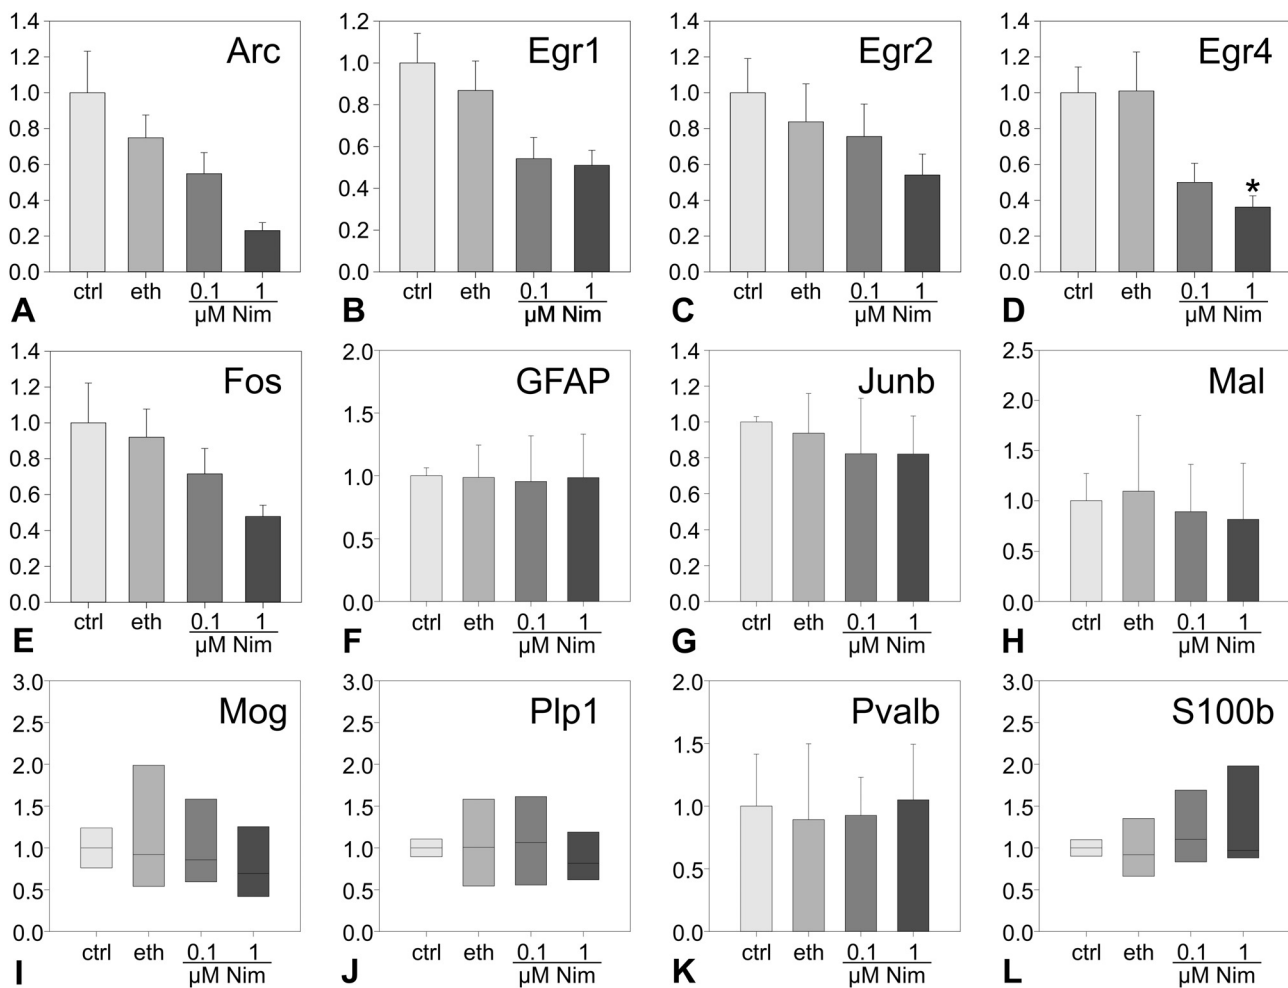 Arc
1.4
1.2
1.0
0.8
0.6
0.4
0.2
0.0
ctrl eth 0.1 1
µM Nim
A
Egr1
1.2
1.0
0.8
0.6
0.4
0.2
0.0
ctrl eth 0.1 1
µM Nim
B
Egr2
1.4
1.2
1.0
0.8
0.6
0.4
0.2
0.0
ctrl eth 0.1 1
µM Nim
C
Egr4
1.4
1.2
1.0
0.8
0.6
0.4
0.2
0.0
*
ctrl eth 0.1 1
µM Nim
D
Fos
1.4
1.2
1.0
0.8
0.6
0.4
0.2
0.0
ctrl eth 0.1 1
µM Nim
E
GFAP
2.0
1.5
1.0
0.5
0.0
ctrl eth 0.1 1
µM Nim
F
Junb
1.4
1.2
1.0
0.8
0.6
0.4
0.2
0.0
ctrl eth 0.1 1
µM Nim
G
Mal
2.5
2.0
1.5
1.0
0.5
0.0
ctrl eth 0.1 1
µM Nim
H
Mog
3.0
2.5
2.0
1.5
1.0
0.5
0.0
ctrl eth 0.1 1
µM Nim
I
Plp1
3.0
2.5
2.0
1.5
1.0
0.5
0.0
ctrl eth 0.1 1
µM Nim
J
Pvalb
2.0
1.5
1.0
0.5
0.0
ctrl eth 0.1 1
µM Nim
K
S100b
3.0
2.5
2.0
1.5
1.0
0.5
0.0
ctrl eth 0.1 1
µM Nim
L